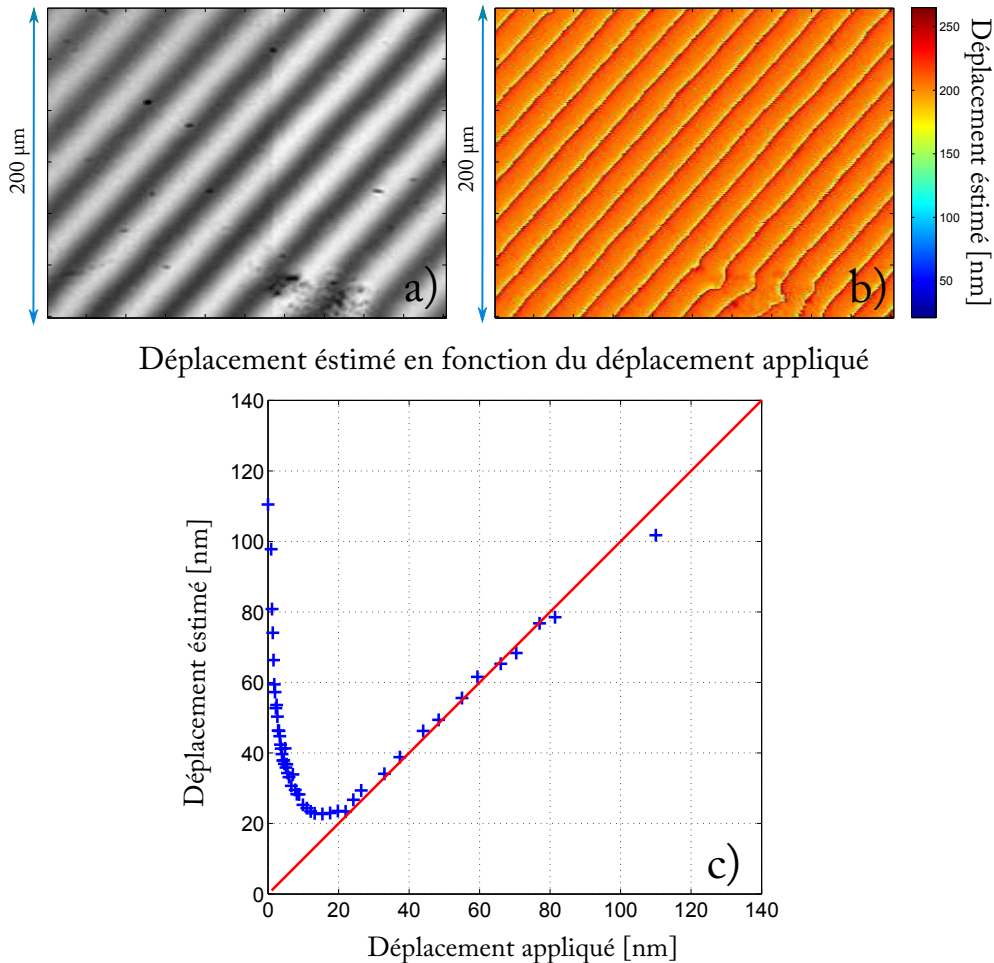 200 µm
a)
200 µm
b)
250
200
150
100
50
Déplacement éstimé [nm]
Déplacement éstimé en fonction du déplacement appliqué
140
120
100
80
60
40
20
0
Déplacement éstimé [nm]
c)
0 20 40 60 80 100 120 140
Déplacement appliqué [nm]